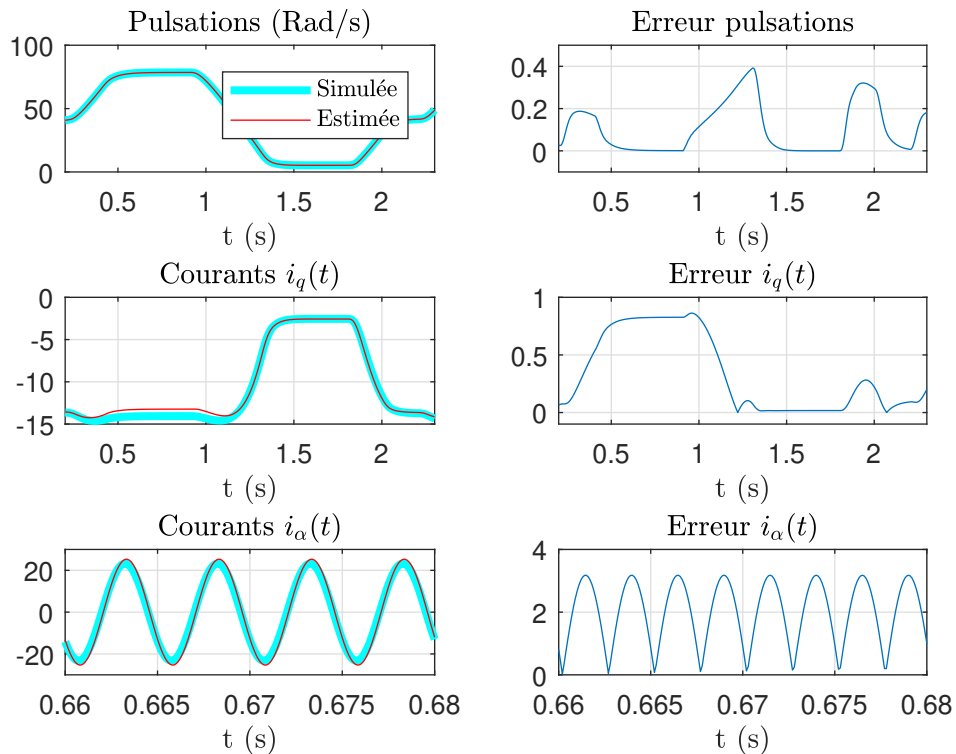 Pulsations (Rad/s)
100
50
0
0.5 1 1.5 2
t (s)
Simulée
Estimée
Erreur pulsations
0.4
0.2
0
0.5 1 1.5 2
t (s)
Courants i_q(t)
0
-5
-10
-15
0.5 1 1.5 2
t (s)
Erreur i_q(t)
1
0.5
0
0.5 1 1.5 2
t (s)
Courants i_α(t)
20
0
-20
0.66 0.665 0.67 0.675 0.68
t (s)
Erreur i_α(t)
4
2
0
0.66 0.665 0.67 0.675 0.68
t (s)